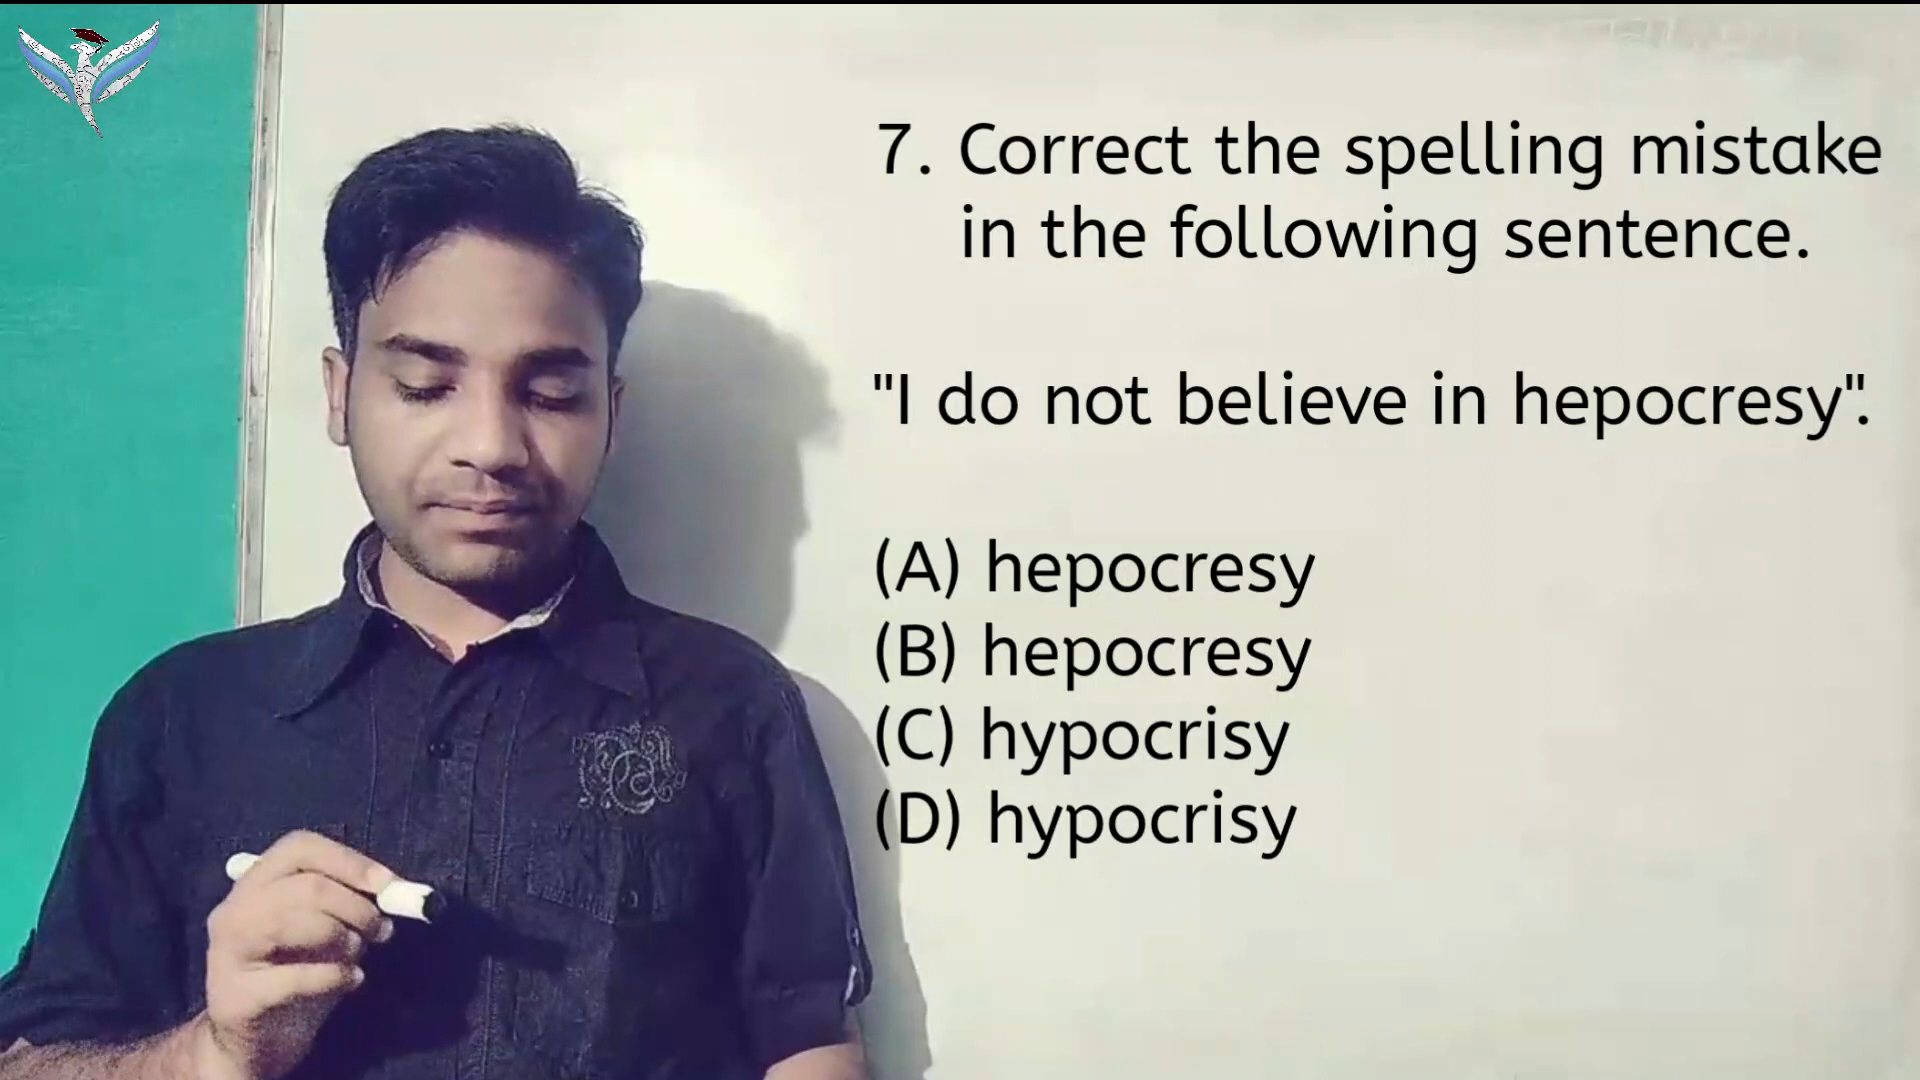 7. Correct the spelling mistake
in the following sentence.
"I do not believe in hepocresy".
(A) hepocresy
(B) hepocresy
(C) hypocrisy
(D) hypocrisy